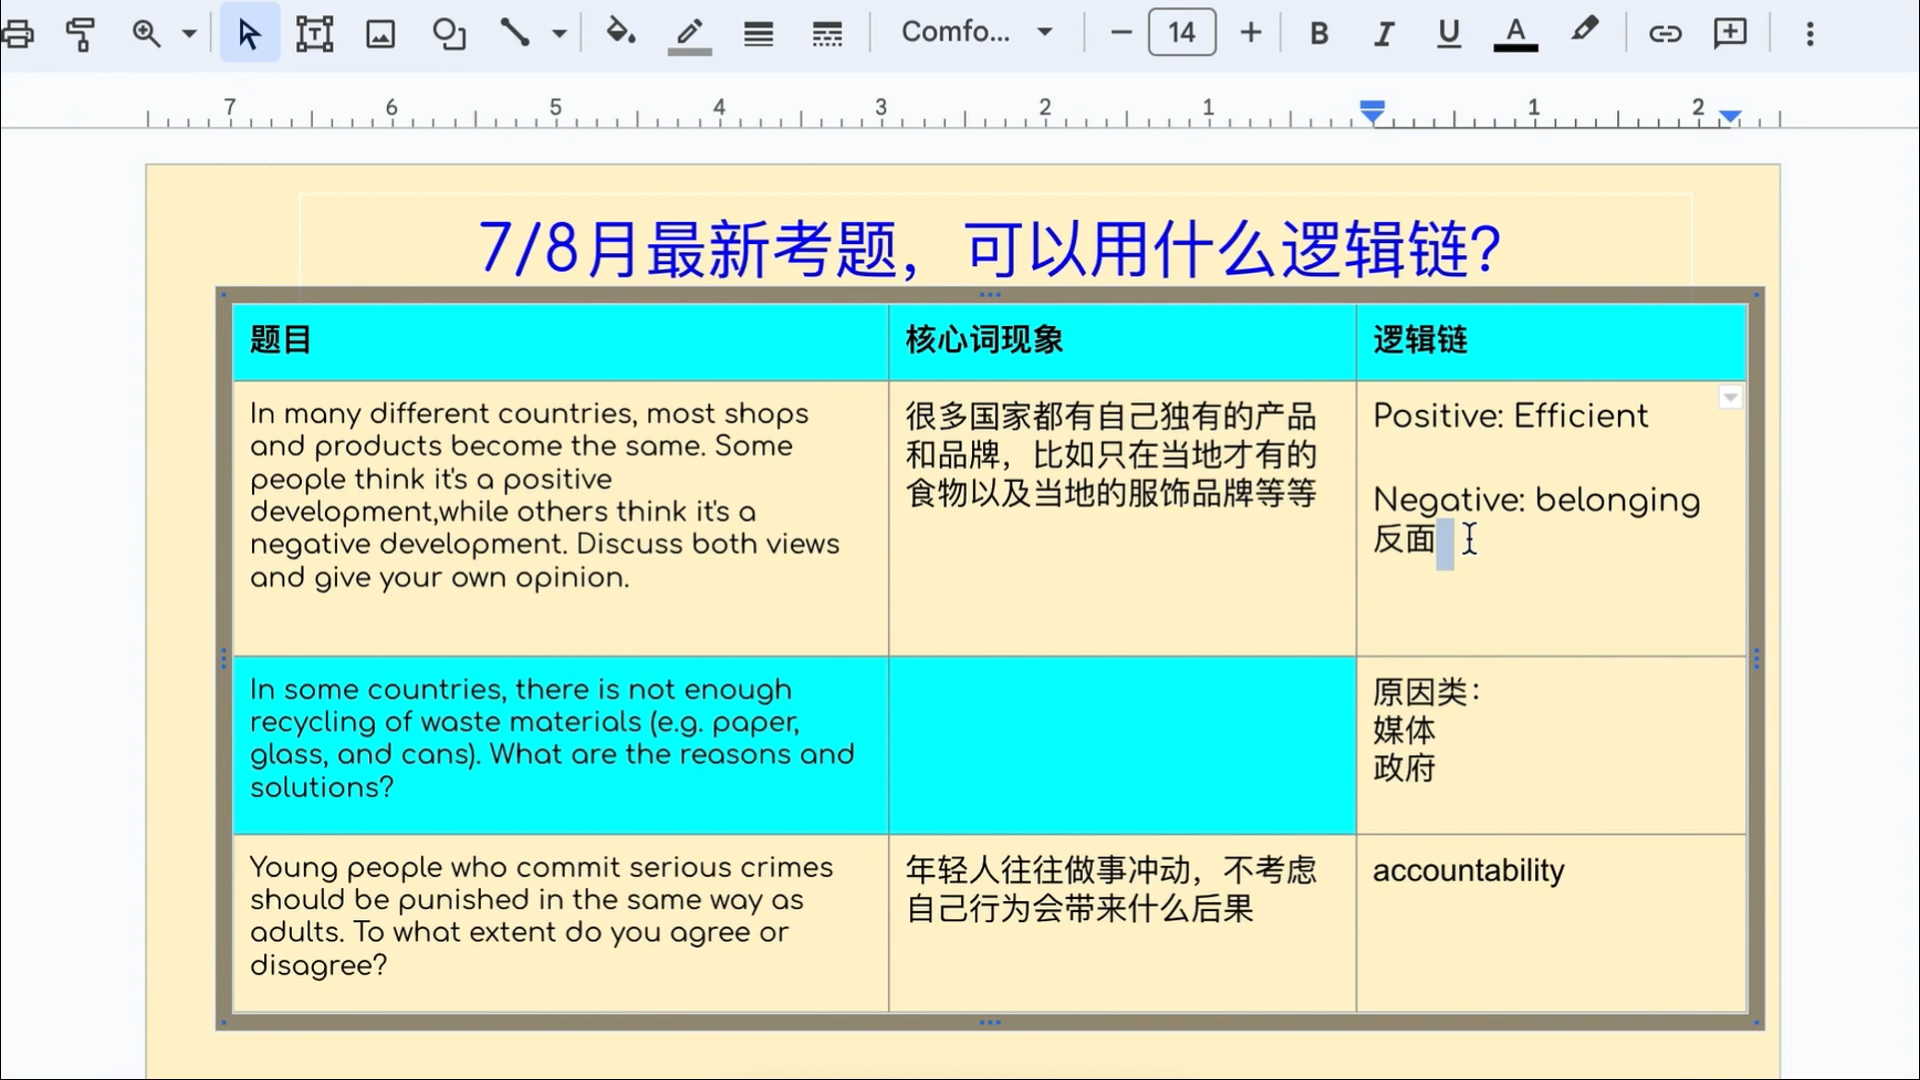 Comfo...
14
B
I
U
A
7
6
5
4
3
2
1
1
2
7/8月最新考题，可以用什么逻辑链?
题目
核心词现象
逻辑链
In many different countries, most shops
and products become the same. Some
people think it's a positive
development,while others think it's a
negative development. Discuss both views
and give your own opinion.
很多国家都有自己独有的产品
和品牌，比如只在当地才有的
食物以及当地的服饰品牌等等
Positive: Efficient
Negative: belonging
反面
In some countries, there is not enough
recycling of waste materials (e.g. paper,
glass, and cans). What are the reasons and
solutions?
原因类：
媒体
政府
Young people who commit serious crimes
should be punished in the same way as
adults. To what extent do you agree or
disagree?
年轻人往往做事冲动，不考虑
自己行为会带来什么后果
accountability